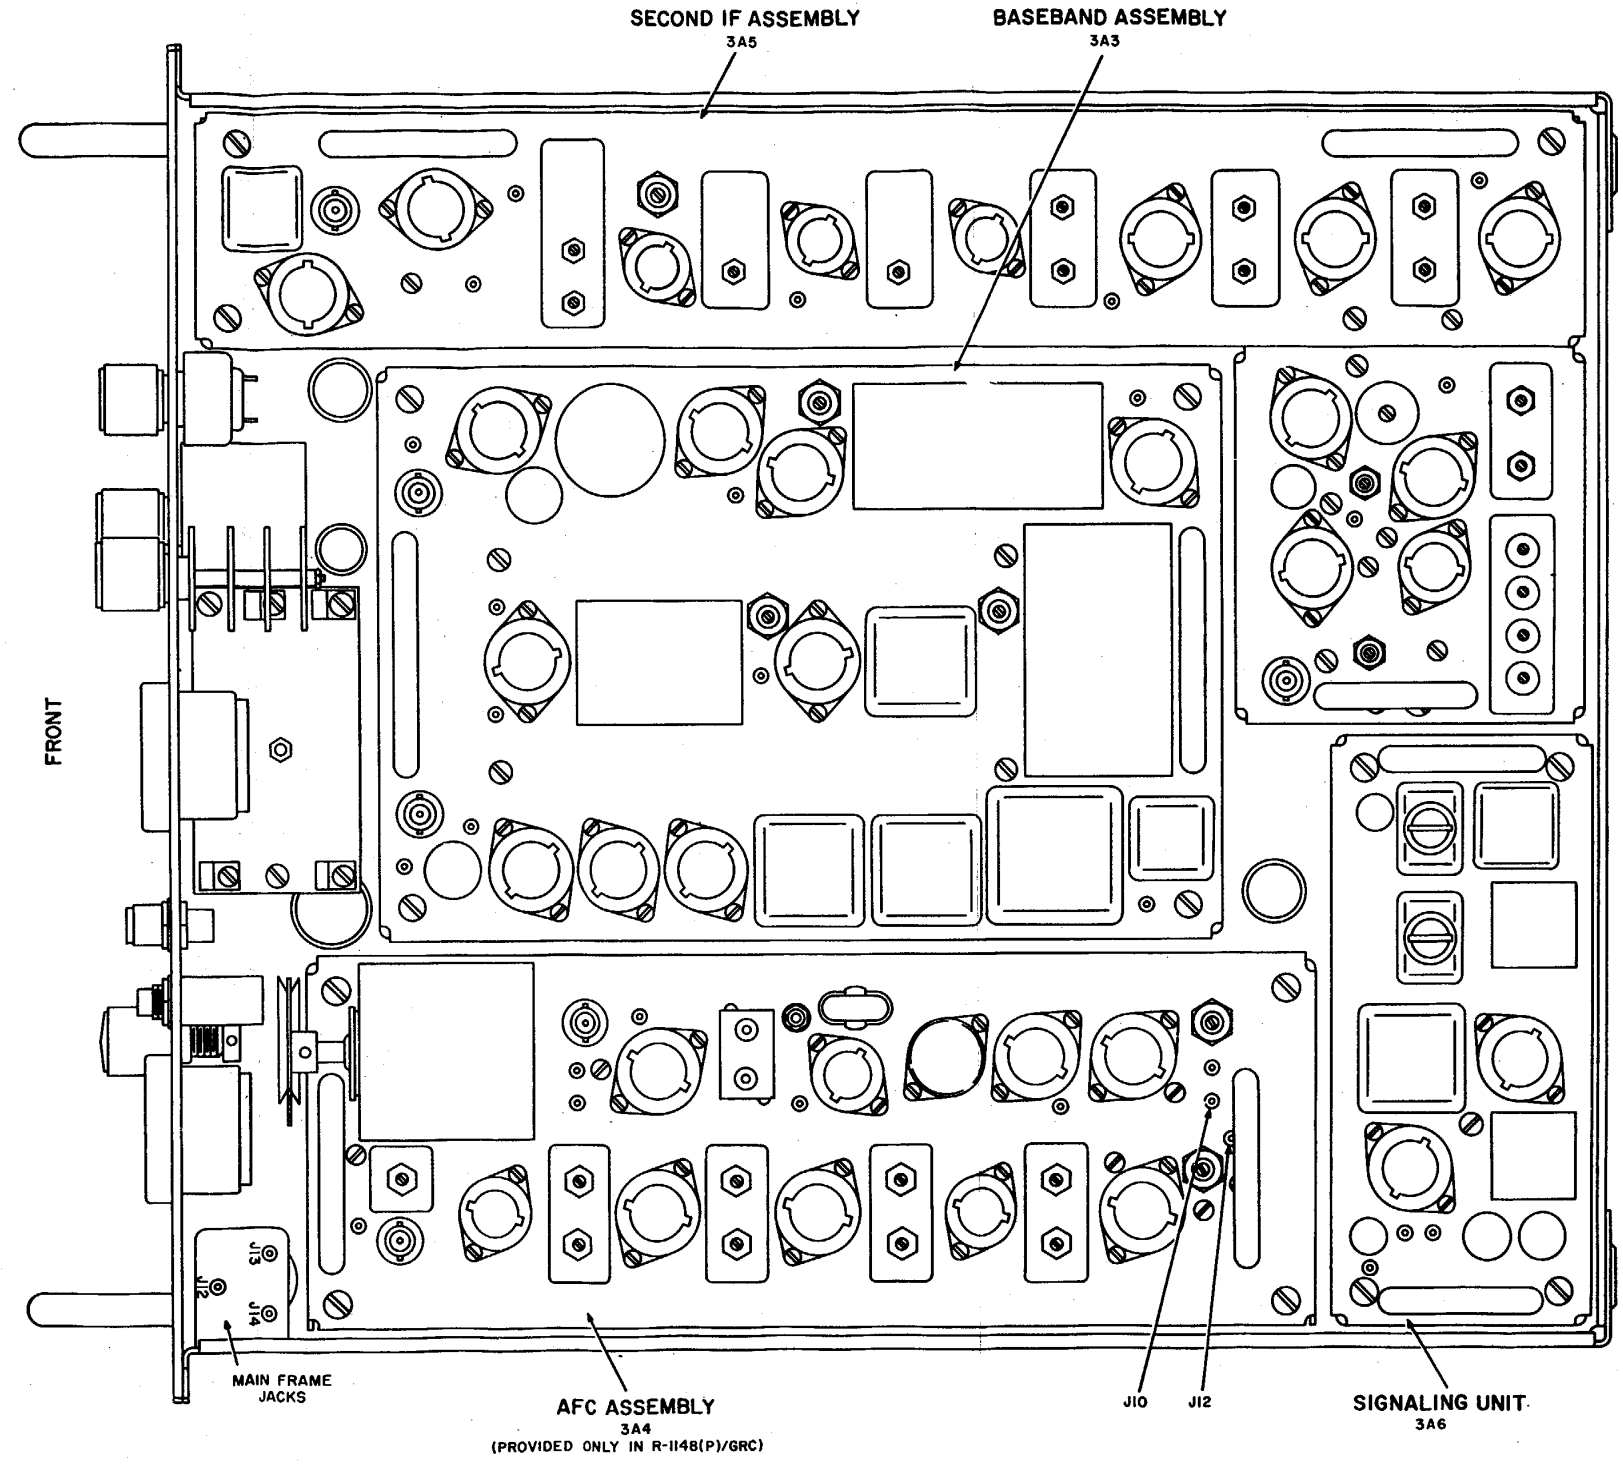 SECOND IF ASSEMBLY
3A5
BASEBAND ASSEMBLY
3A3
FRONT
J13
J12
J14
MAIN FRAME
JACKS
AFC ASSEMBLY
3A4
(PROVIDED ONLY IN R-1148(P)/GRC)
J10
J12
SIGNALING UNIT
3A6